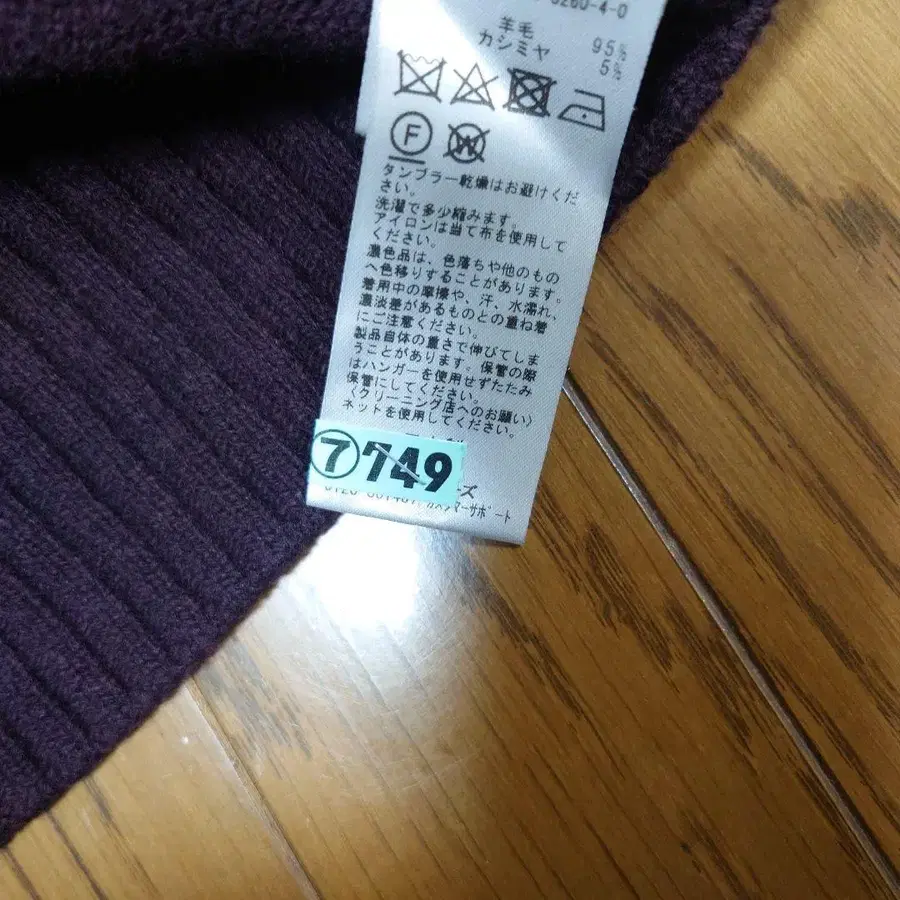 5260-4-0
羊毛 95%
カシミヤ 5%
F W
タンブラー乾燥はお避けくだ
さい。
洗濯で多少縮みます。
アイロンは当て布を使用して
ください。
濃色品は、色落ちや他のもの
へ色移りすることがあります。
着用中の摩擦や、汗、水濡れ、
濃淡差があるものとの重ね着
にご注意ください。
製品自体の重さで伸びてしま
うことがあります。保管の際
はハンガーを使用せずたたみ
保管にしてください。
〈クリーニング店へのお願い〉
ネットを使用してください。
⑦749
ーズ
カスタマーサポート